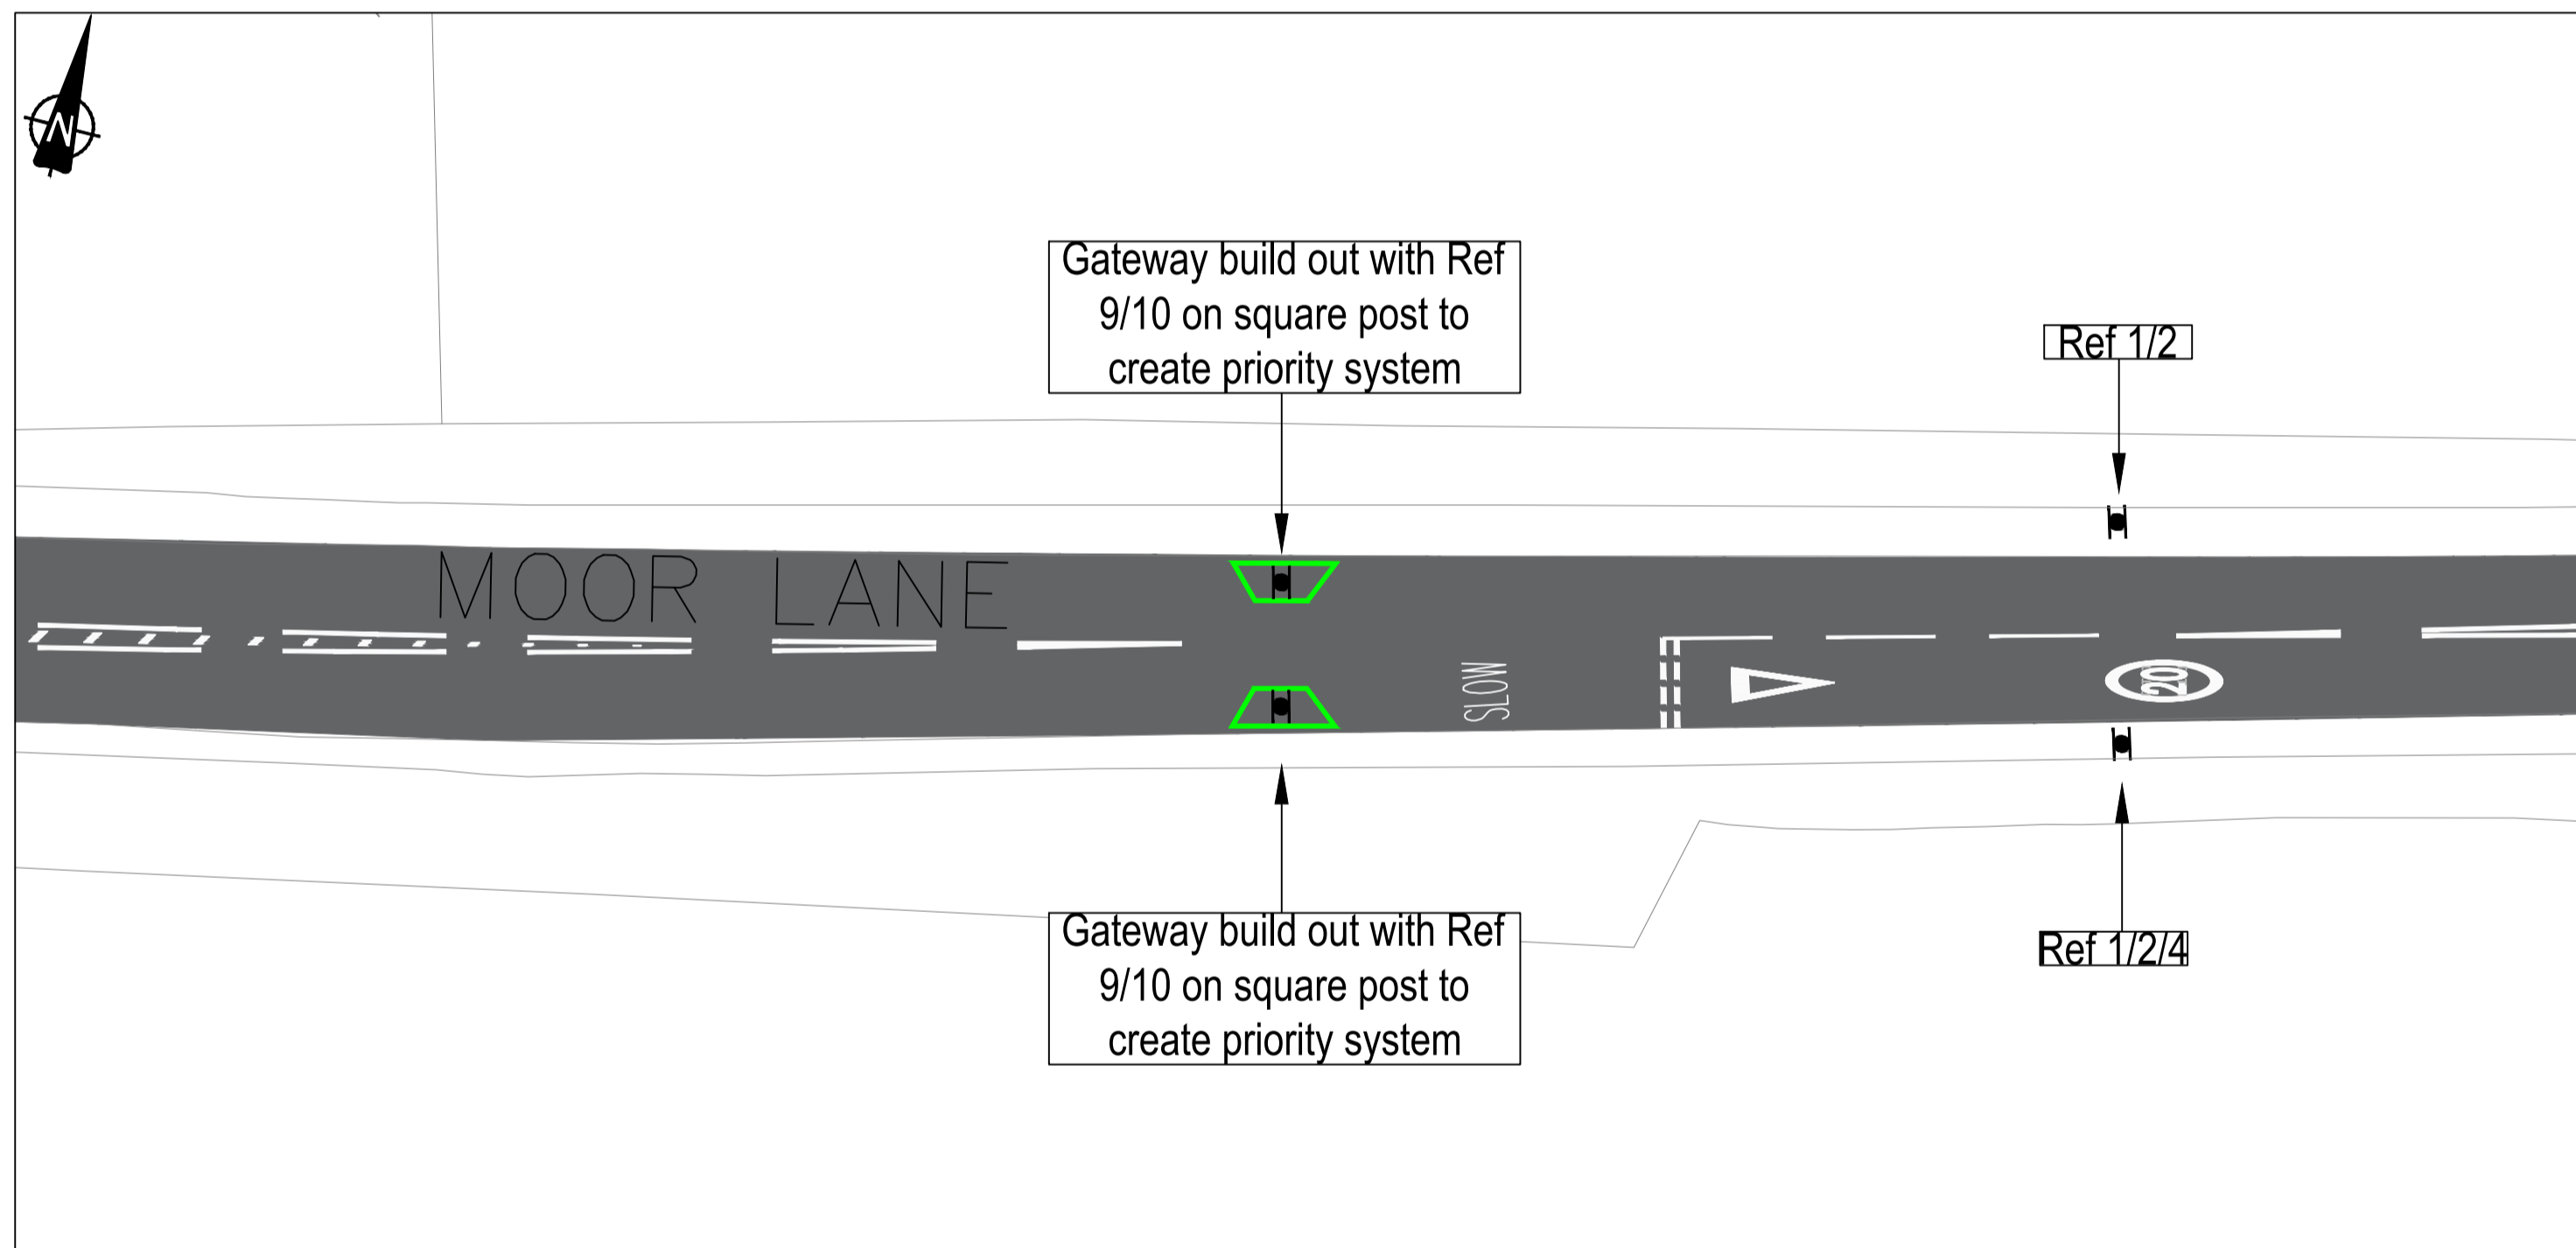 N
Gateway build out with Ref
9/10 on square post to
create priority system
Ref 1/2
MOOR LANE
SLOW
20
Gateway build out with Ref
9/10 on square post to
create priority system
Ref 1/2/4